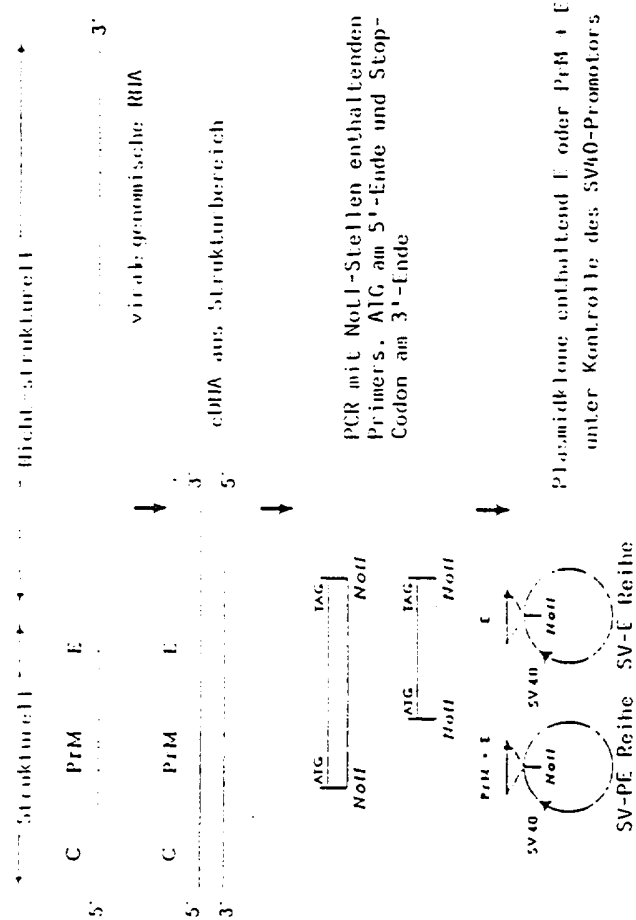 Strukturell Nicht-strukturell
C PrM E
5' 3'
virale genomische RNA
C PrM E
5' 3'
3' 5'
cDNA aus Strukturbereich
ATG TAG
NotI NotI
ATG TAG
NotI NotI
PCR mit NotI-Stellen enthaltenden
Primers. ATG am 5'-Ende und Stop-
Codon am 3'-Ende
PrM + E E
SV40 NotI SV40 NotI
SV-PE Reihe SV-E Reihe
Plasmidklone enthaltend E oder PrM + E
unter Kontrolle des SV40-Promotors